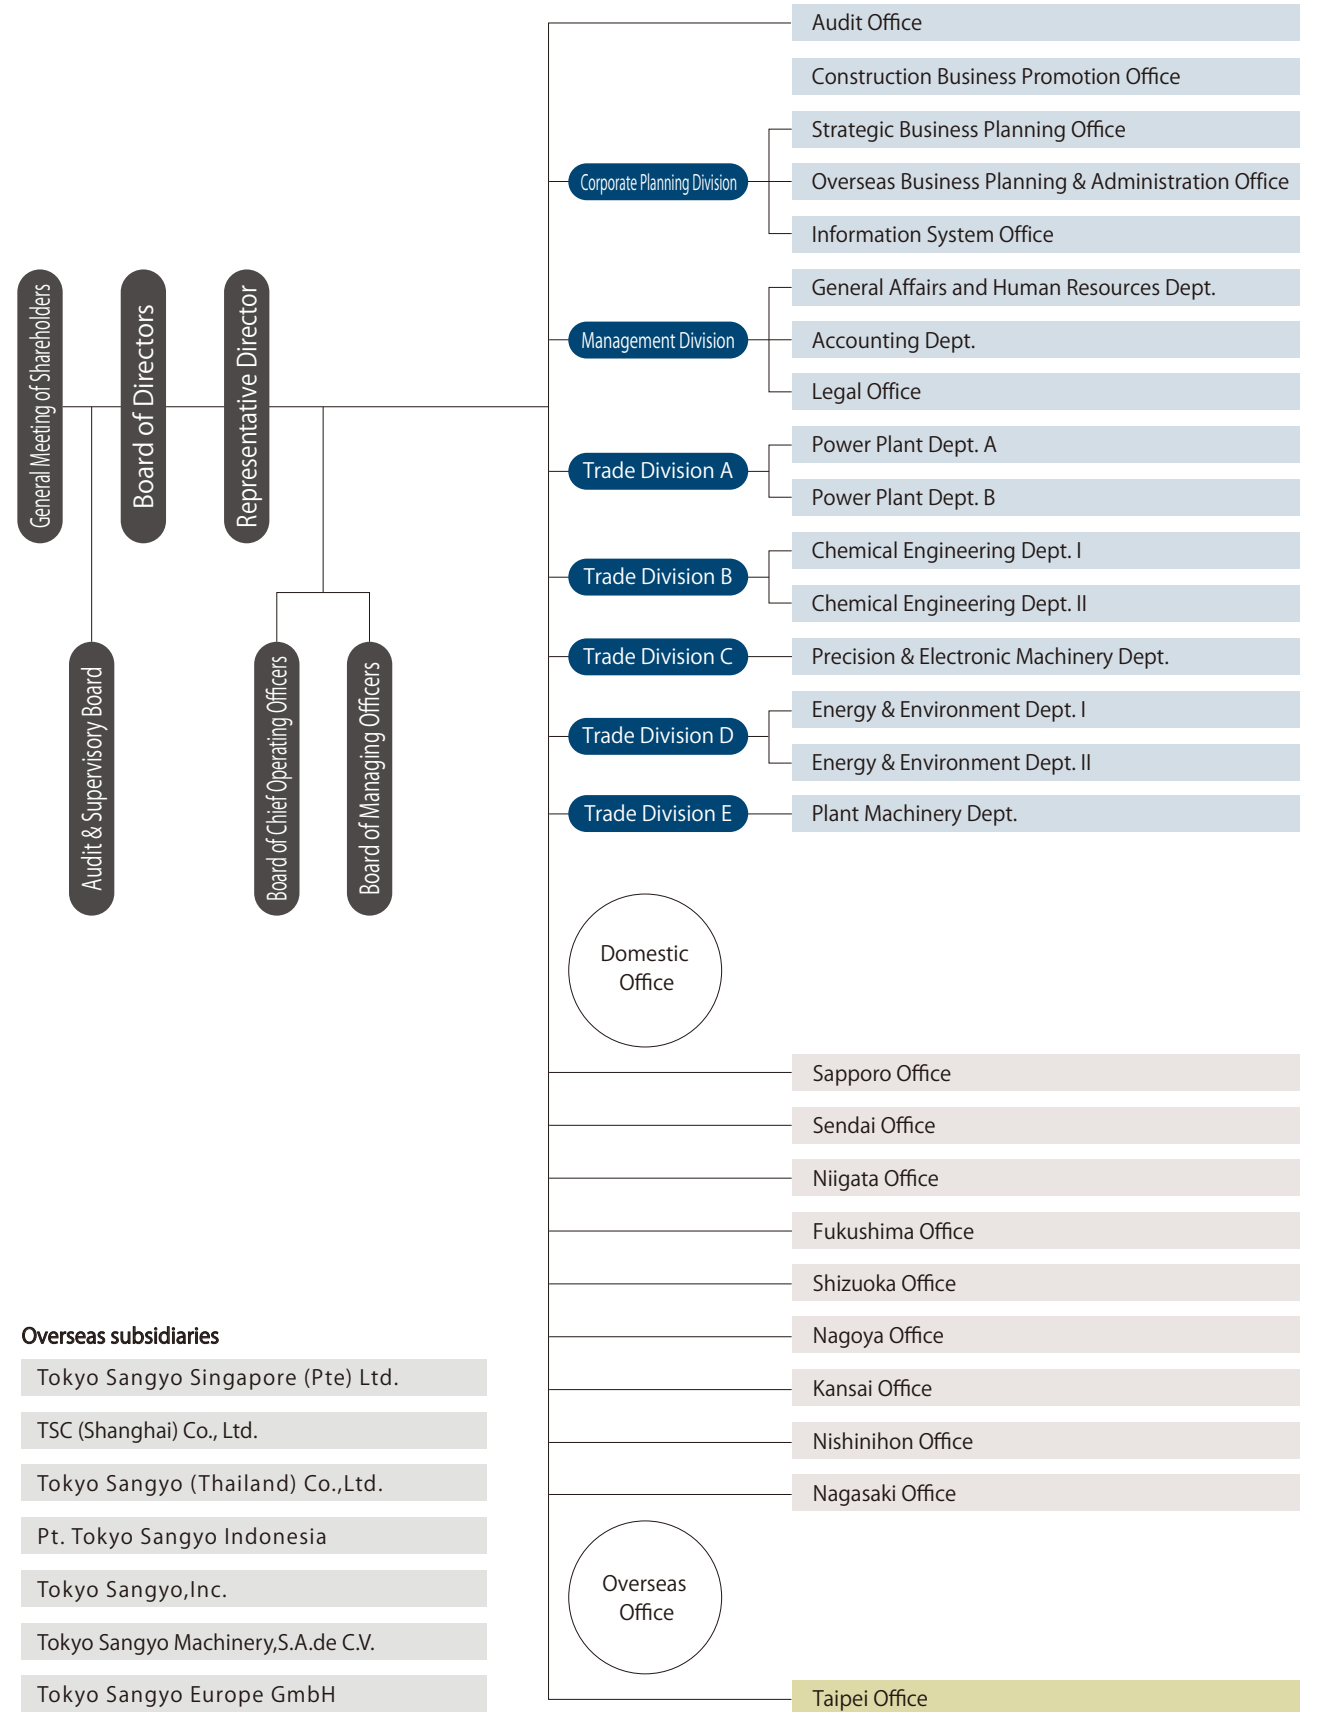 General Meeting of Shareholders
Board of Directors
Representative Director
Audit & Supervisory Board
Board of Chief Operating Officers
Board of Managing Officers
Audit Office
Construction Business Promotion Office
Corporate Planning Division
Strategic Business Planning Office
Overseas Business Planning & Administration Office
Information System Office
Management Division
General Affairs and Human Resources Dept.
Accounting Dept.
Legal Office
Trade Division A
Power Plant Dept. A
Power Plant Dept. B
Trade Division B
Chemical Engineering Dept. I
Chemical Engineering Dept. II
Trade Division C
Precision & Electronic Machinery Dept.
Trade Division D
Energy & Environment Dept. I
Energy & Environment Dept. II
Trade Division E
Plant Machinery Dept.
Domestic
Office
Sapporo Office
Sendai Office
Niigata Office
Fukushima Office
Shizuoka Office
Nagoya Office
Kansai Office
Nishinihon Office
Nagasaki Office
Overseas
Office
Taipei Office
Overseas subsidiaries
Tokyo Sangyo Singapore (Pte) Ltd.
TSC (Shanghai) Co., Ltd.
Tokyo Sangyo (Thailand) Co.,Ltd.
Pt. Tokyo Sangyo Indonesia
Tokyo Sangyo,Inc.
Tokyo Sangyo Machinery,S.A.de C.V.
Tokyo Sangyo Europe GmbH